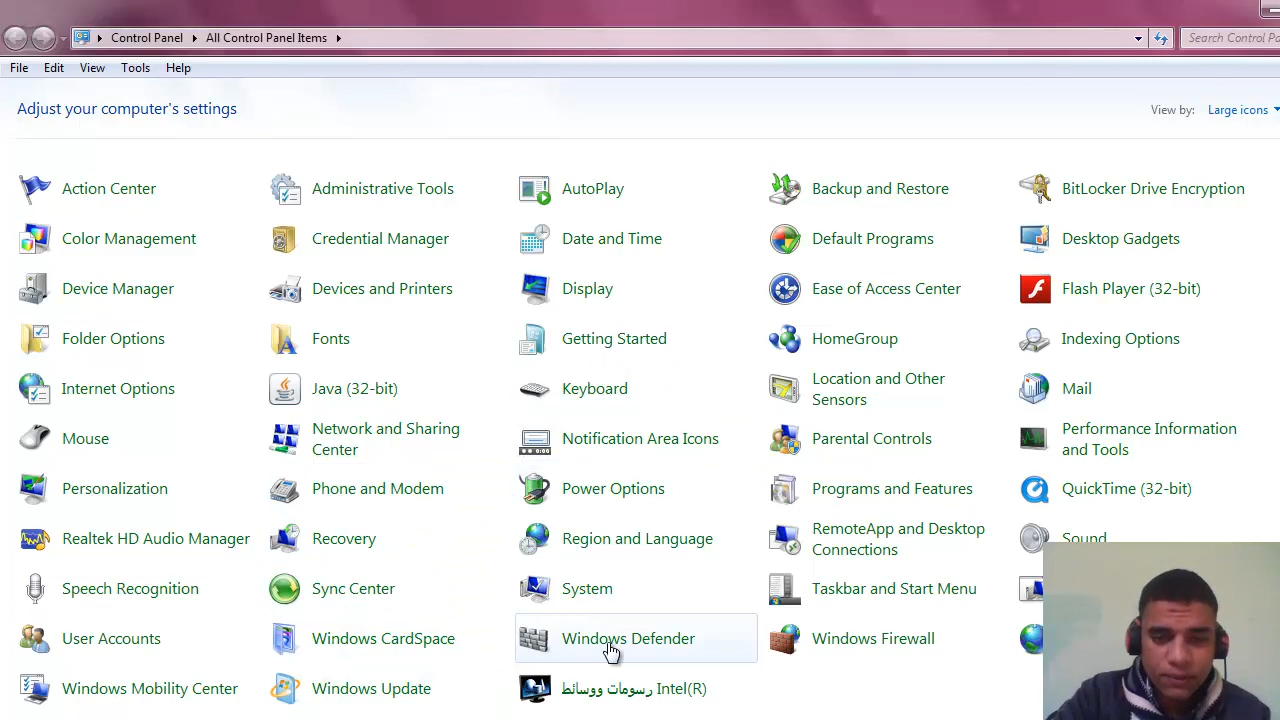 Control Panel
All Control Panel Items
Search Control Pa
File
Edit
View
Tools
Help
Adjust your computer's settings
View by:
Large icons
Action Center
Administrative Tools
AutoPlay
Backup and Restore
BitLocker Drive Encryption
Color Management
Credential Manager
Date and Time
Default Programs
Desktop Gadgets
Device Manager
Devices and Printers
Display
Ease of Access Center
Flash Player (32-bit)
Folder Options
Fonts
Getting Started
HomeGroup
Indexing Options
Internet Options
Java (32-bit)
Keyboard
Location and Other
Sensors
Mail
Mouse
Network and Sharing
Center
Notification Area Icons
Parental Controls
Performance Information
and Tools
Personalization
Phone and Modem
Power Options
Programs and Features
QuickTime (32-bit)
Realtek HD Audio Manager
Recovery
Region and Language
RemoteApp and Desktop
Connections
Sound
Speech Recognition
Sync Center
System
Taskbar and Start Menu
User Accounts
Windows CardSpace
Windows Defender
Windows Firewall
Windows Mobility Center
Windows Update
رسومات ووسائط Intel(R)